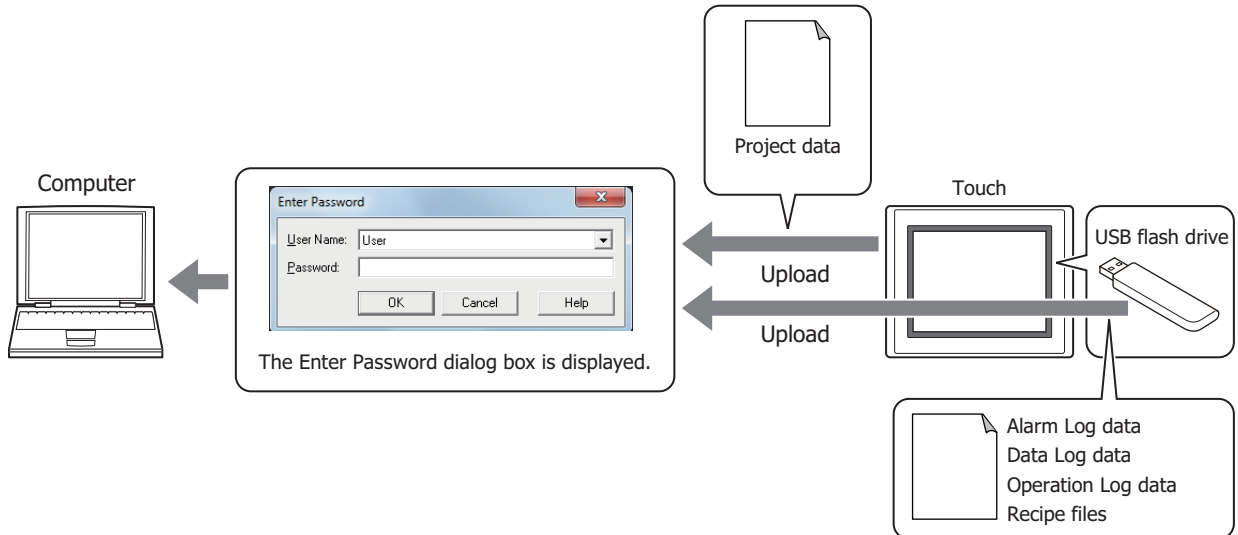 Project data
Computer
Touch
Enter Password
X
User Name:
User
Password:
OK
Cancel
Help
The Enter Password dialog box is displayed.
Upload
Upload
USB flash drive
Alarm Log data
Data Log data
Operation Log data
Recipe files